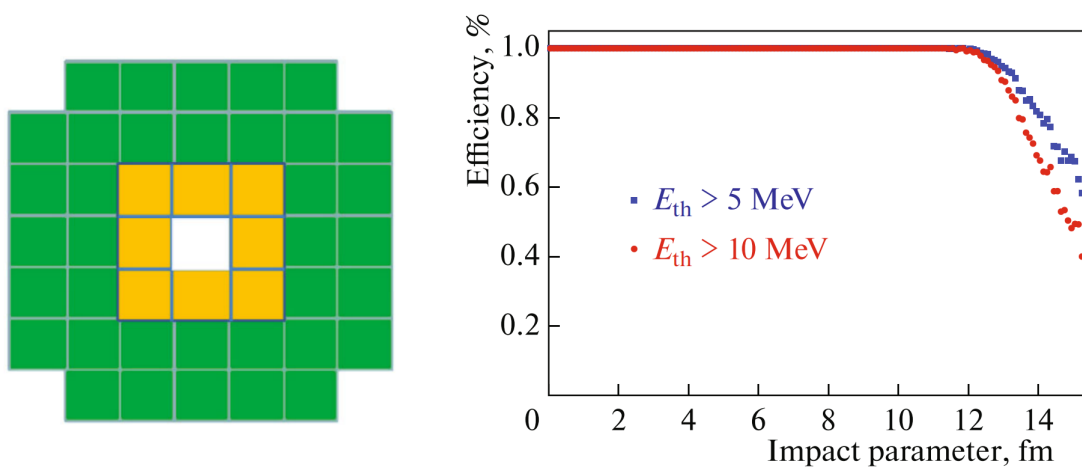 Efficiency, %
1.0
0.8
0.6
0.4
0.2
E_th > 5 MeV
E_th > 10 MeV
0 2 4 6 8 10 12 14
Impact parameter, fm